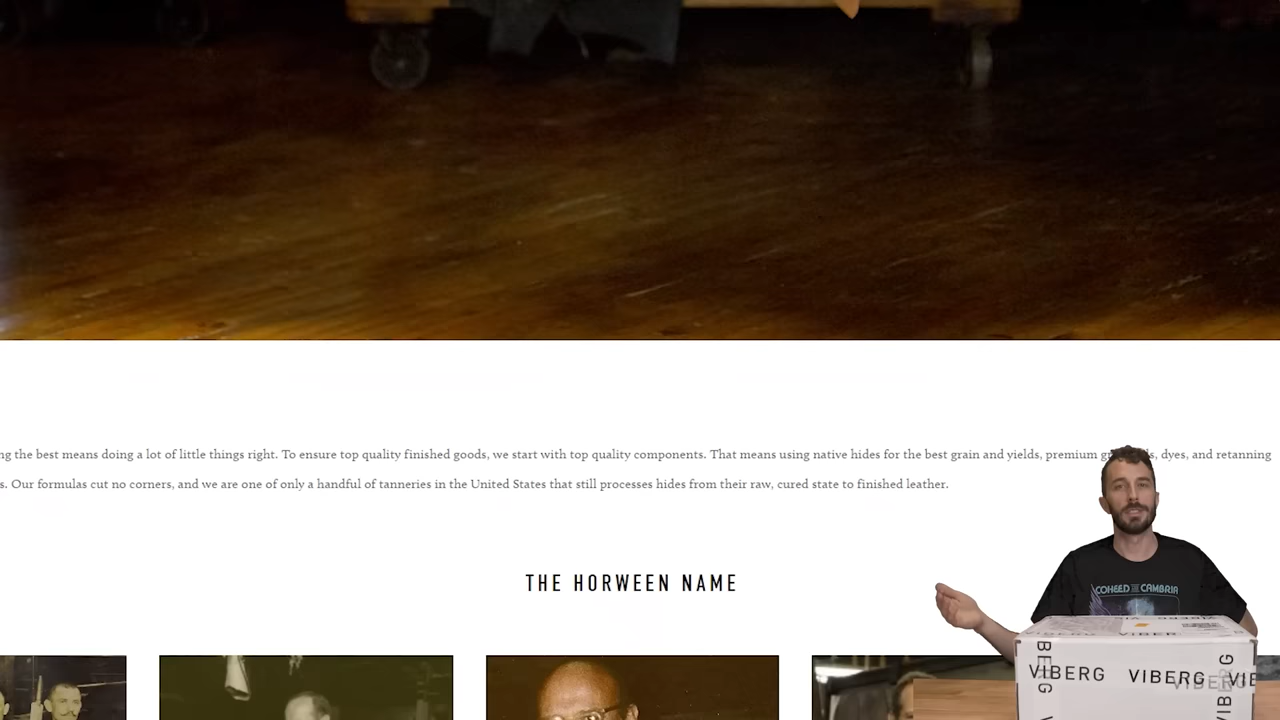 the best means doing a lot of little things right. To ensure top quality finished goods, we start with top quality components. That means using native hides for the best grain and yields, premium dyes, and retanning
Our formulas cut no corners, and we are one of only a handful of tanneries in the United States that still processes hides from their raw, cured state to finished leather.
THE HORWEEN NAME
COHEED AND CAMBRIA
VIBERG VIBERG